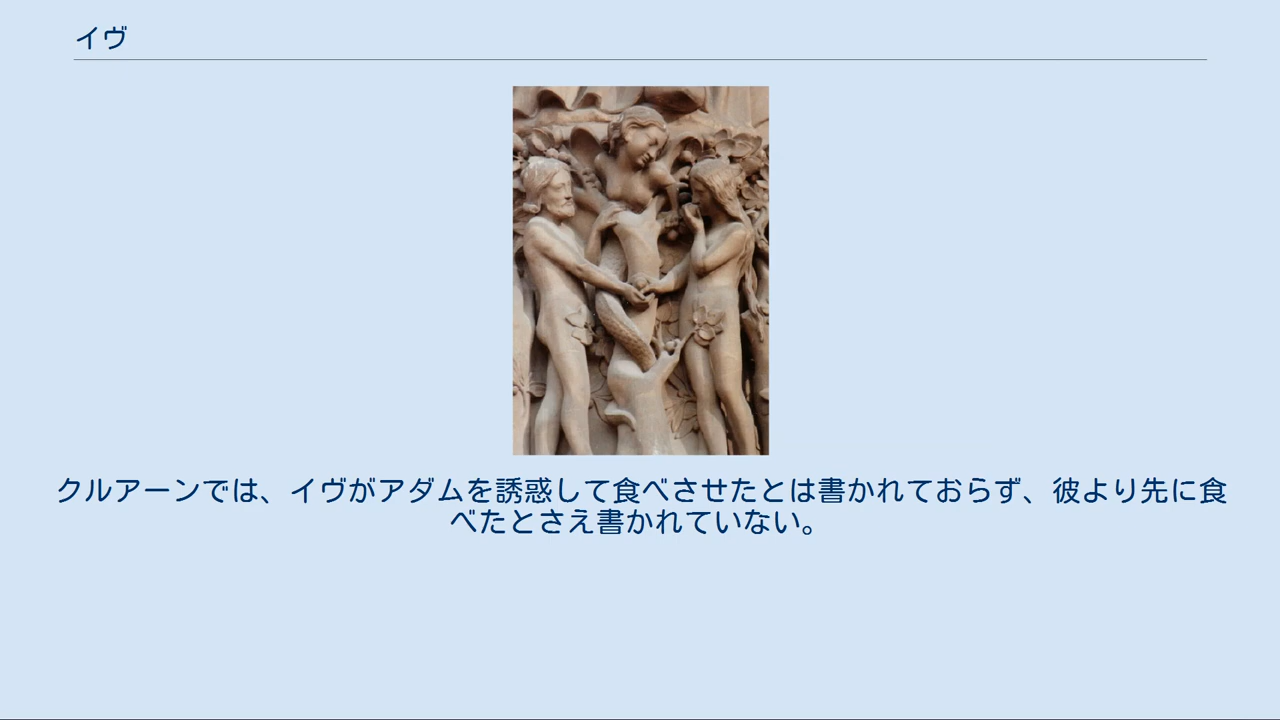 イヴ
クルアーンでは、イヴがアダムを誘惑して食べさせたとは書かれておらず、彼より先に食
べたとさえ書かれていない。